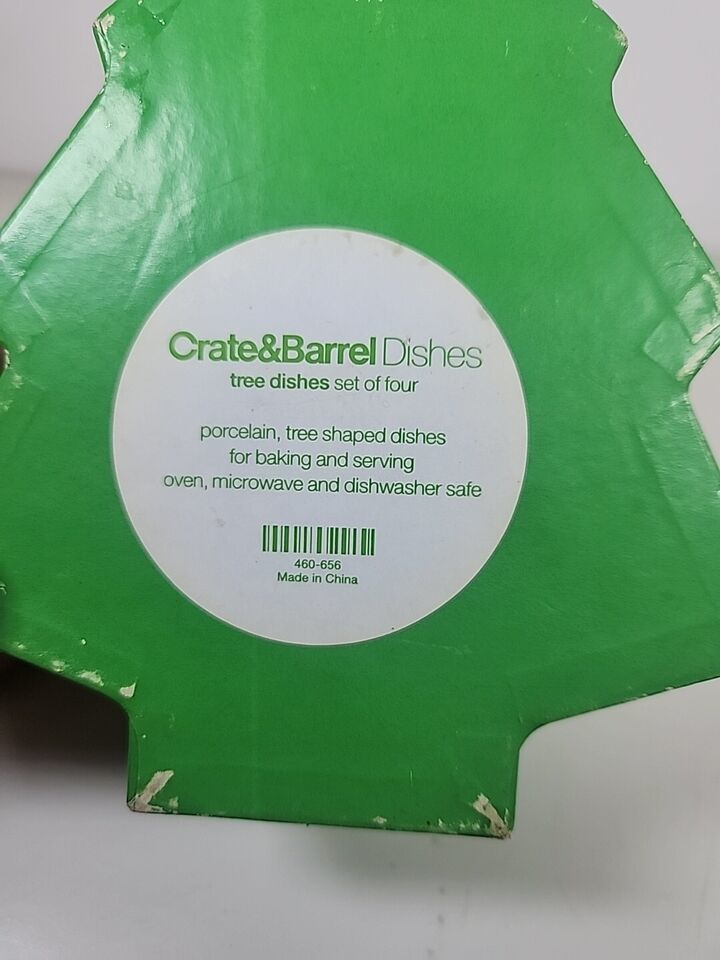 Crate&Barrel Dishes
tree dishes set of four
porcelain, tree shaped dishes
for baking and serving
oven, microwave and dishwasher safe
460-656
Made in China